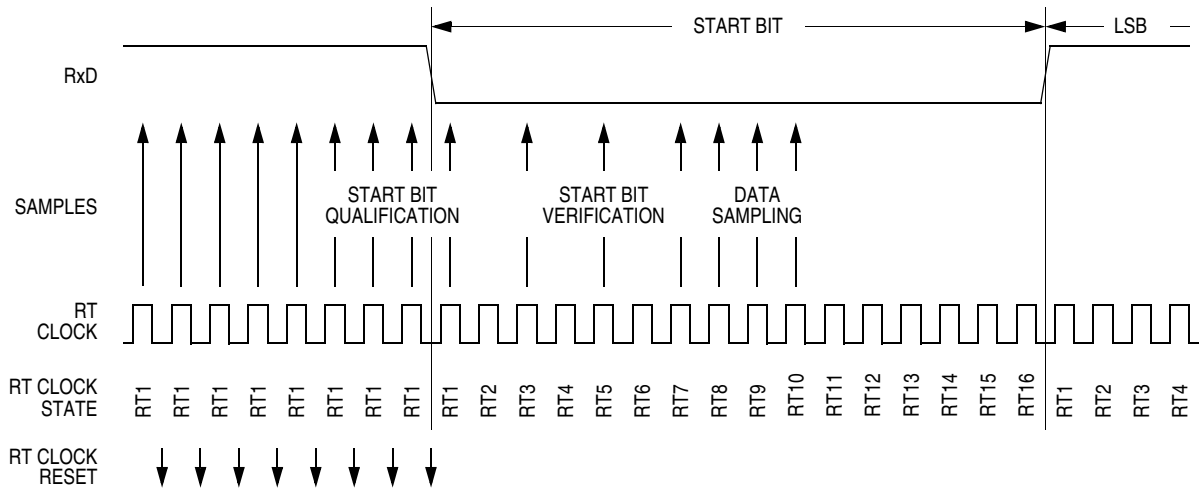 START BIT
LSB
RxD
SAMPLES
START BIT
QUALIFICATION
START BIT
VERIFICATION
DATA
SAMPLING
RT
CLOCK
RT CLOCK
STATE
RT1 RT1 RT1 RT1 RT1 RT1 RT1 RT1 RT1 RT2 RT3 RT4 RT5 RT6 RT7 RT8 RT9 RT10 RT11 RT12 RT13 RT14 RT15 RT16 RT1 RT2 RT3 RT4
RT CLOCK
RESET